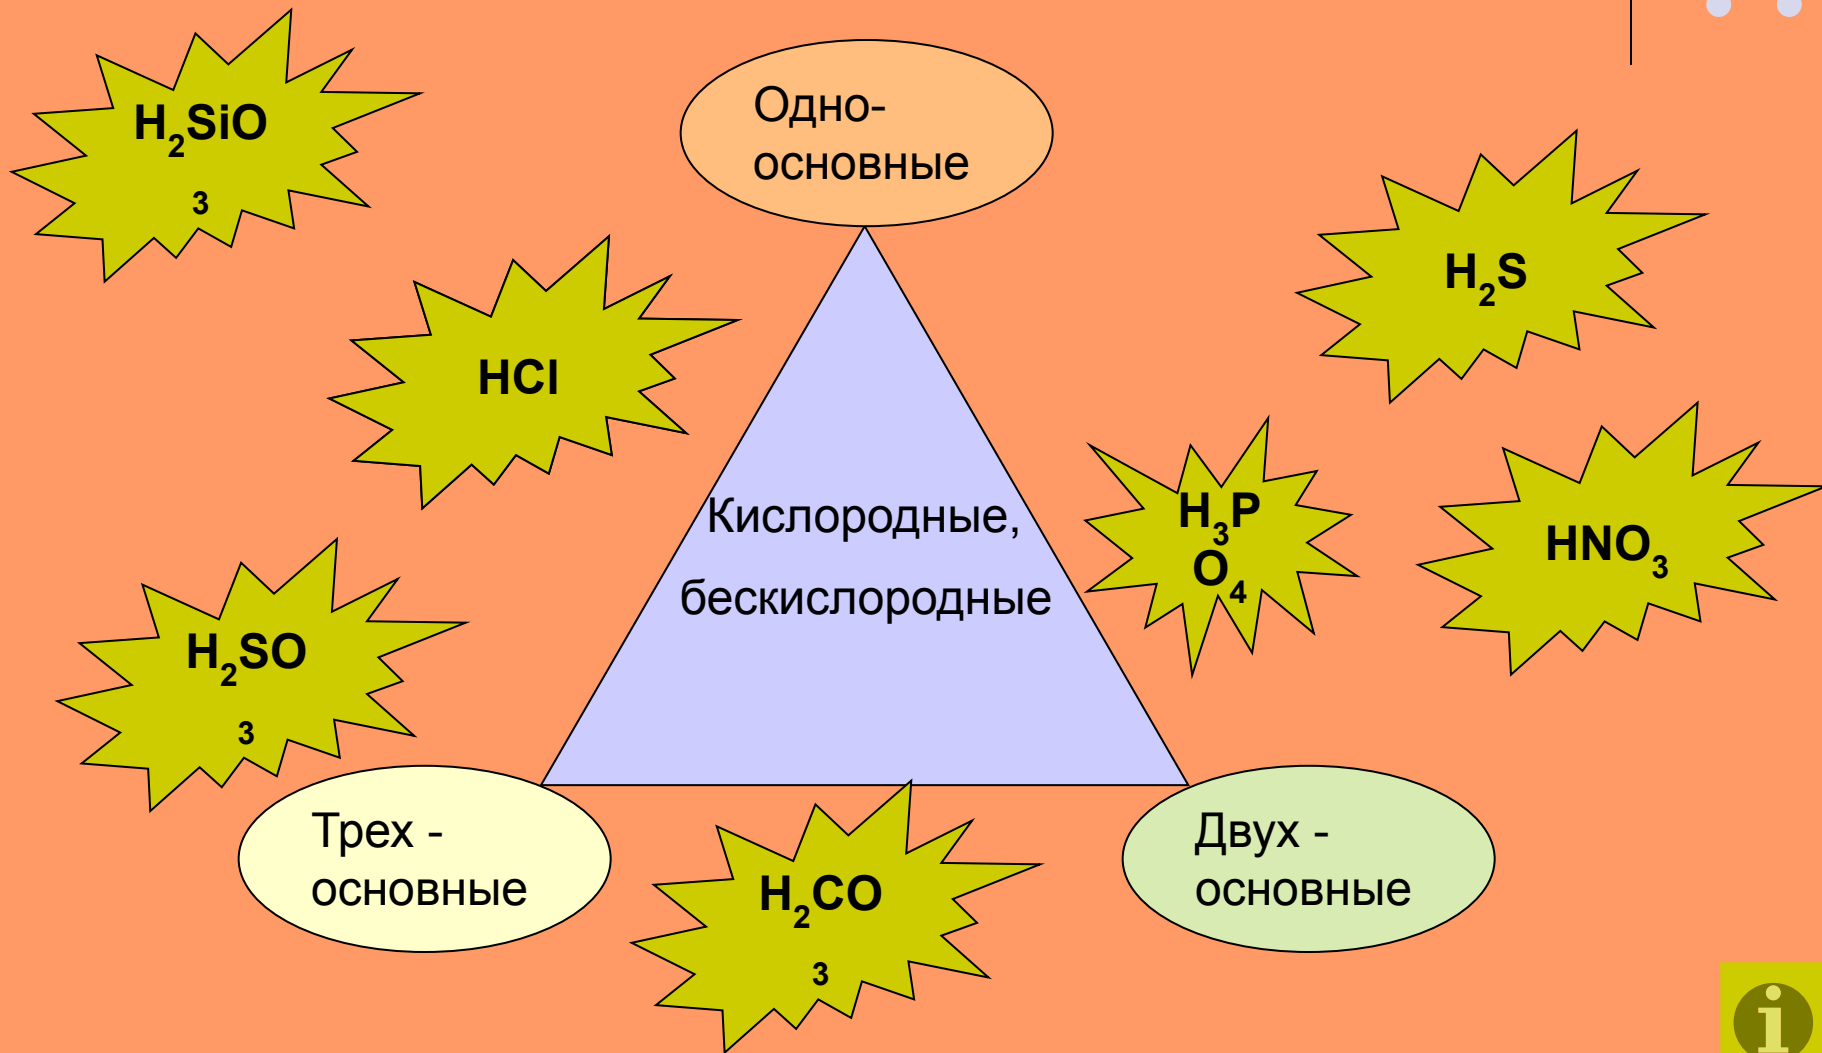 H₂SiO
3
Одно-
основные
H₂S
HCl
Кислородные,
бескислородные
H₃P
O₄
HNO₃
H₂SO
3
Трех -
основные
H₂CO
3
Двух -
основные
i